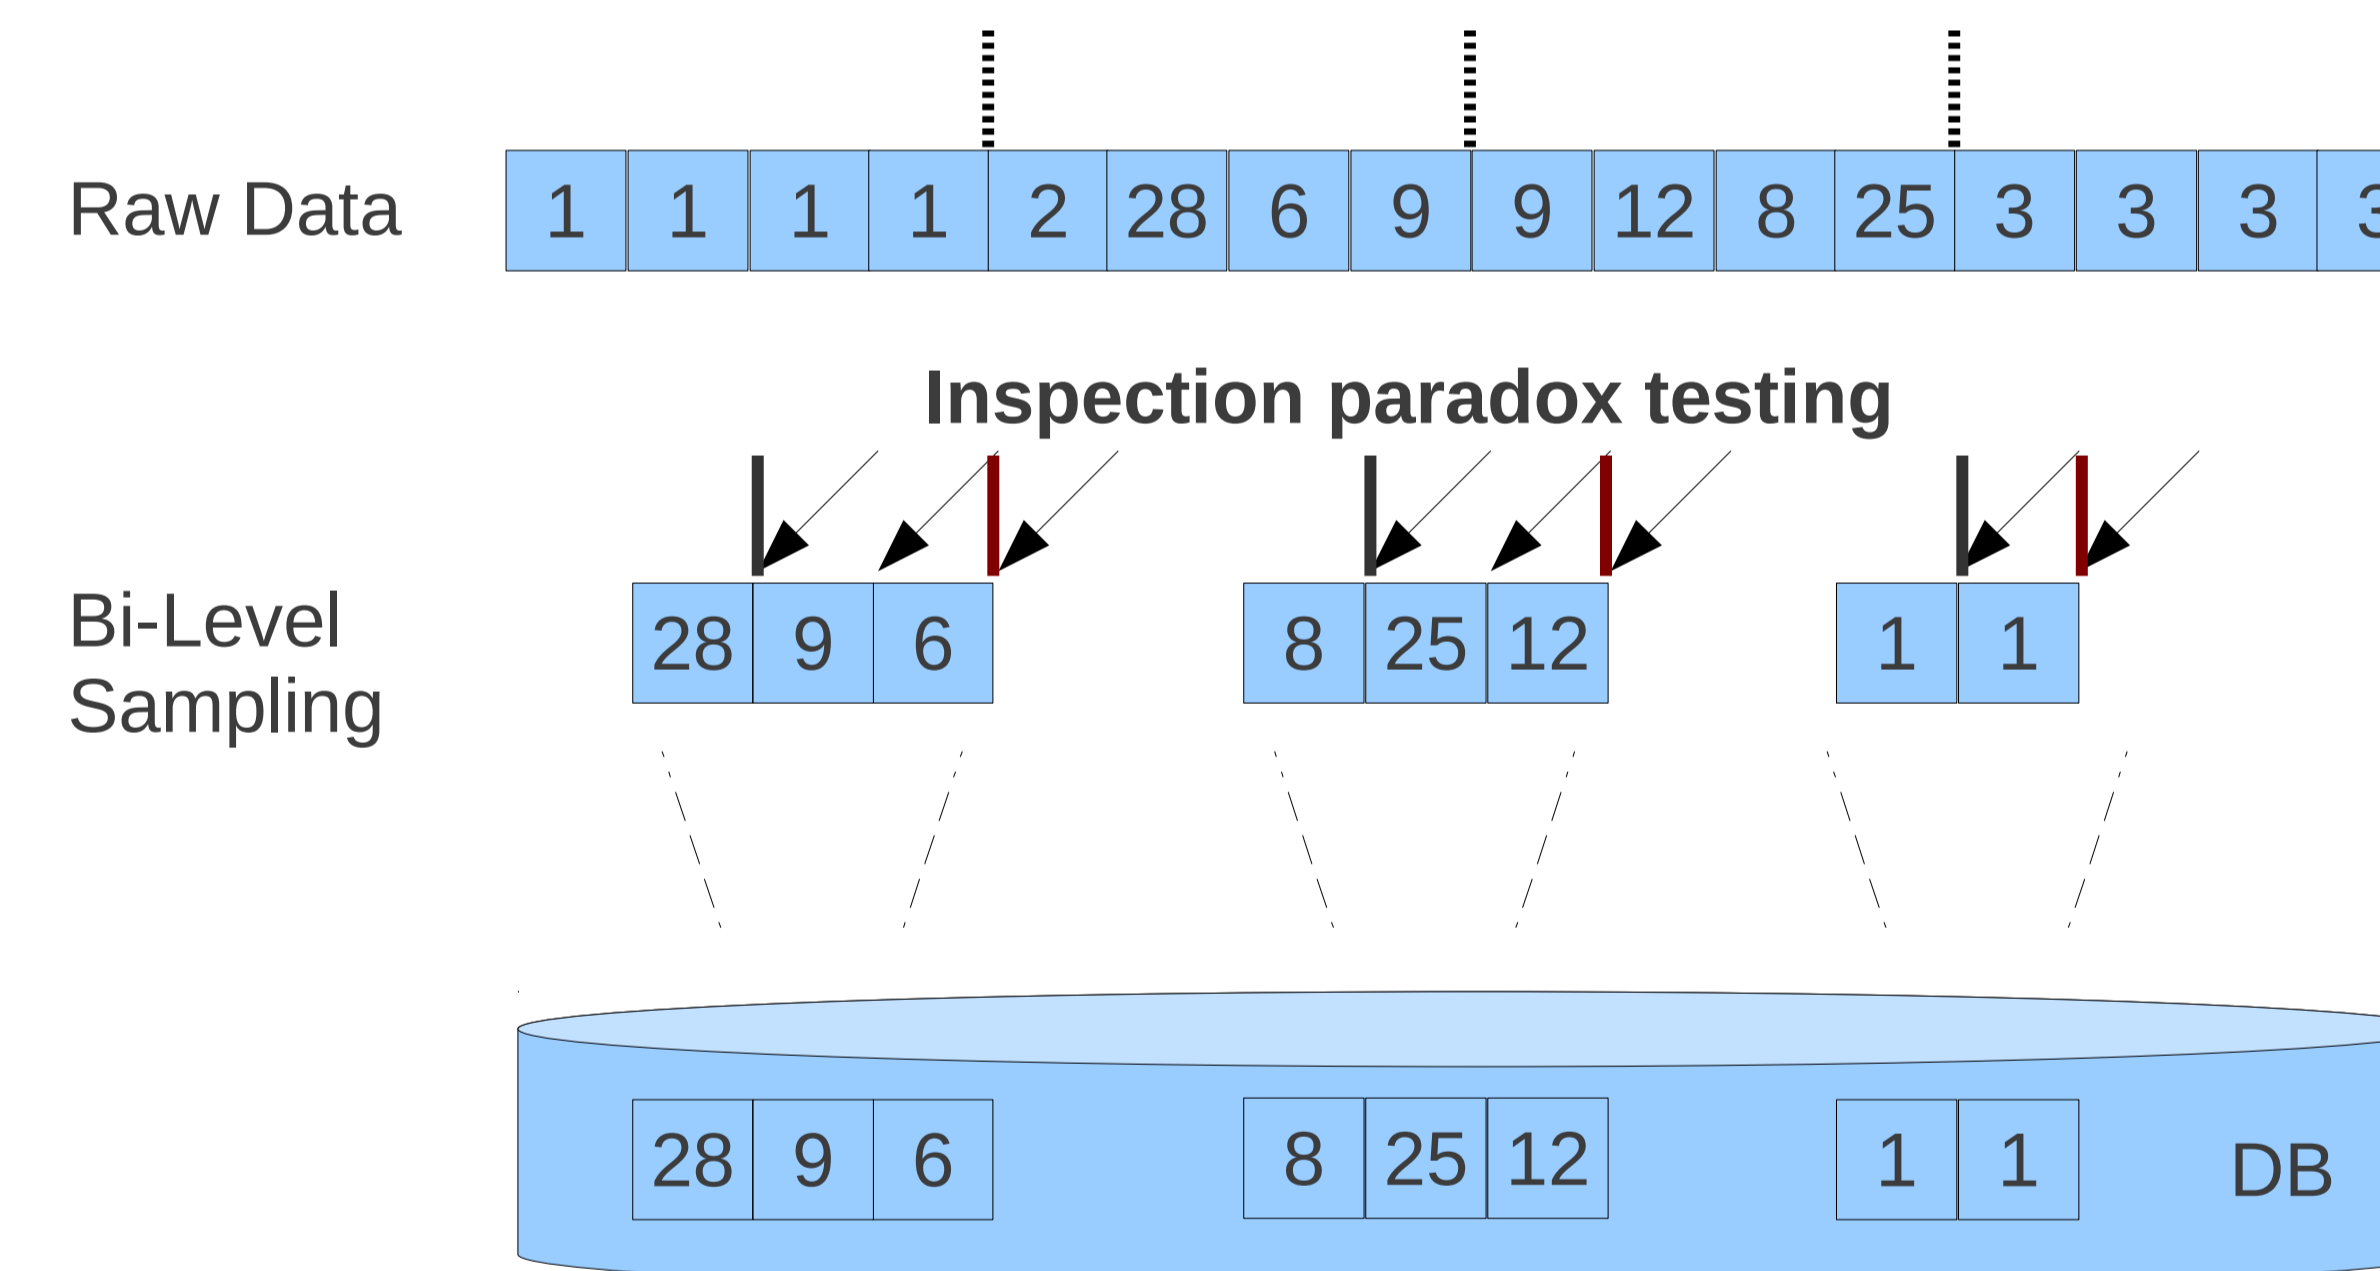 Raw Data 1 1 1 1 2 28 6 9 9 12 8 25 3 3 3 3
Inspection paradox testing
Bi-Level
Sampling
28 9 6 8 25 12 1 1
28 9 6 8 25 12 1 1 DB